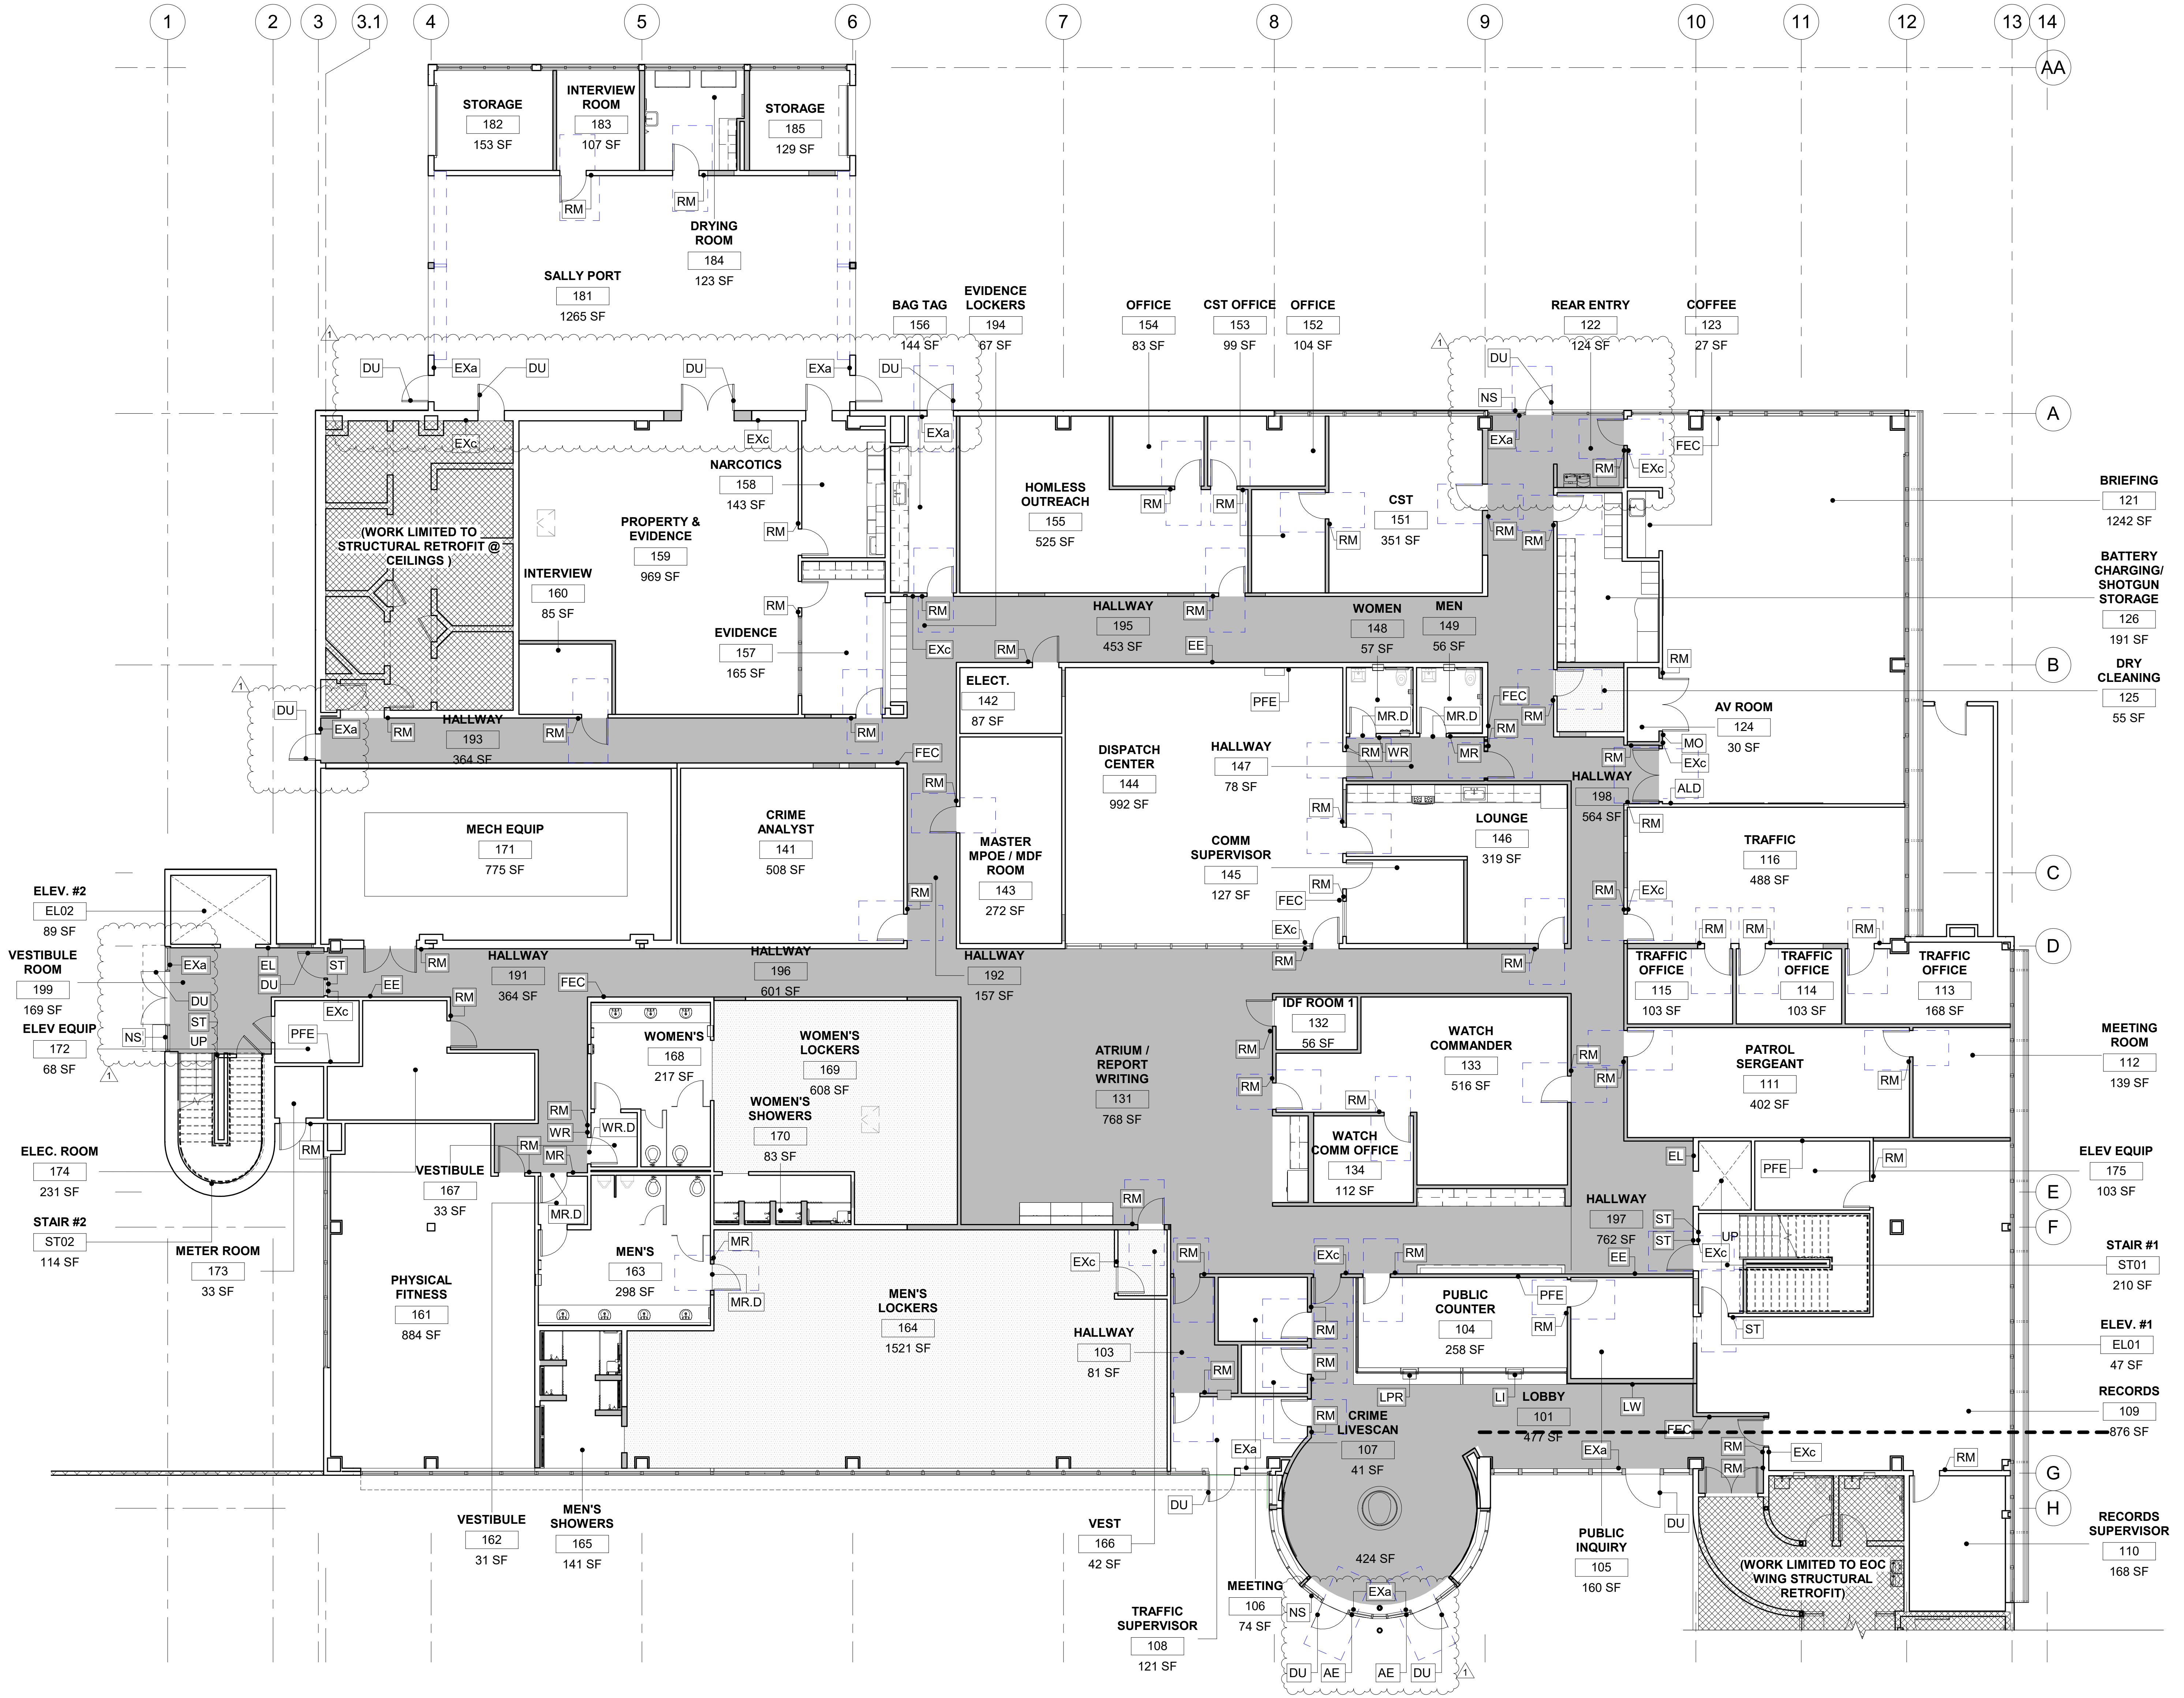 1
2
3
3.1
4
5
6
7
8
9
10
11
12
13
14
AA
STORAGE
182
153 SF
INTERVIEW
ROOM
183
107 SF
STORAGE
185
129 SF
RM
RM
DRYING
ROOM
184
123 SF
SALLY PORT
181
1265 SF
BAG TAG
156
144 SF
EVIDENCE
LOCKERS
194
67 SF
OFFICE
154
83 SF
CST OFFICE
153
99 SF
OFFICE
152
104 SF
REAR ENTRY
122
124 SF
COFFEE
123
27 SF
1
1
DU
EXa
DU
DU
EXa
DU
DU
NS
A
EXc
EXc
EXa
EXa
FEC
RM
EXc
NARCOTICS
158
143 SF
HOMLESS
OUTREACH
155
525 SF
RM
RM
CST
151
351 SF
BRIEFING
121
1242 SF
(WORK LIMITED TO
STRUCTURAL RETROFIT @
CEILINGS )
PROPERTY &
EVIDENCE
159
969 SF
RM
RM
RM
RM
BATTERY
CHARGING/
SHOTGUN
STORAGE
126
191 SF
INTERVIEW
160
85 SF
RM
RM
HALLWAY
195
453 SF
RM
WOMEN
148
57 SF
MEN
149
56 SF
EVIDENCE
157
165 SF
EXc
RM
EE
RM
B
1
DU
ELECT.
142
87 SF
PFE
FEC
DRY
CLEANING
125
55 SF
EXa
RM
HALLWAY
193
364 SF
RM
RM
FEC
MR.D
MR.D
RM
AV ROOM
124
30 SF
DISPATCH
CENTER
144
992 SF
HALLWAY
147
78 SF
RM
WR
MR
RM
MO
EXc
RM
HALLWAY
198
564 SF
ALD
MECH EQUIP
171
775 SF
CRIME
ANALYST
141
508 SF
MASTER
MPOE / MDF
ROOM
143
272 SF
RM
COMM
SUPERVISOR
145
127 SF
LOUNGE
146
319 SF
RM
TRAFFIC
116
488 SF
C
ELEV. #2
EL02
89 SF
RM
RM
FEC
RM
EXc
EXc
RM
RM
RM
RM
D
VESTIBULE
ROOM
199
169 SF
EXa
EL
DU
ST
EE
RM
HALLWAY
191
364 SF
FEC
HALLWAY
196
601 SF
HALLWAY
192
157 SF
RM
RM
TRAFFIC
OFFICE
115
103 SF
TRAFFIC
OFFICE
114
103 SF
TRAFFIC
OFFICE
113
168 SF
DU
ST
UP
NS
EXc
RM
PFE
ELEV EQUIP
172
68 SF
1
WOMEN'S
168
217 SF
WOMEN'S
LOCKERS
169
608 SF
ATRIUM /
REPORT
WRITING
131
768 SF
IDF ROOM 1
132
56 SF
RM
RM
WATCH
COMMANDER
133
516 SF
RM
RM
PATROL
SERGEANT
111
402 SF
RM
MEETING
ROOM
112
139 SF
WOMEN'S
SHOWERS
170
83 SF
RM
WR
WR.D
RM
WATCH
COMM OFFICE
134
112 SF
RM
RM
MR
ELEC. ROOM
174
231 SF
VESTIBULE
167
33 SF
MR.D
EL
PFE
RM
ELEV EQUIP
175
103 SF
E
F
RM
HALLWAY
197
762 SF
ST
ST
EXc
UP
EE
STAIR #2
ST02
114 SF
METER ROOM
173
33 SF
PHYSICAL
FITNESS
161
884 SF
MEN'S
163
298 SF
MR
MR.D
MEN'S
LOCKERS
164
1521 SF
EXc
RM
EXc
RM
STAIR #1
ST01
210 SF
PUBLIC
COUNTER
104
258 SF
PFE
RM
RM
ST
HALLWAY
103
81 SF
RM
RM
ELEV. #1
EL01
47 SF
LPR
LI
LOBBY
101
477 SF
LW
RECORDS
109
876 SF
RM
CRIME
LIVESCAN
107
41 SF
FEC
EXa
EXa
RM
RM
EXc
RM
G
H
DU
DU
VESTIBULE
162
31 SF
MEN'S
SHOWERS
165
141 SF
VEST
166
42 SF
424 SF
PUBLIC
INQUIRY
105
160 SF
(WORK LIMITED TO EOC
WING STRUCTURAL
RETROFIT)
RECORDS
SUPERVISOR
110
168 SF
MEETING
106
74 SF
NS
EXa
TRAFFIC
SUPERVISOR
108
121 SF
DU
AE
AE
DU
1